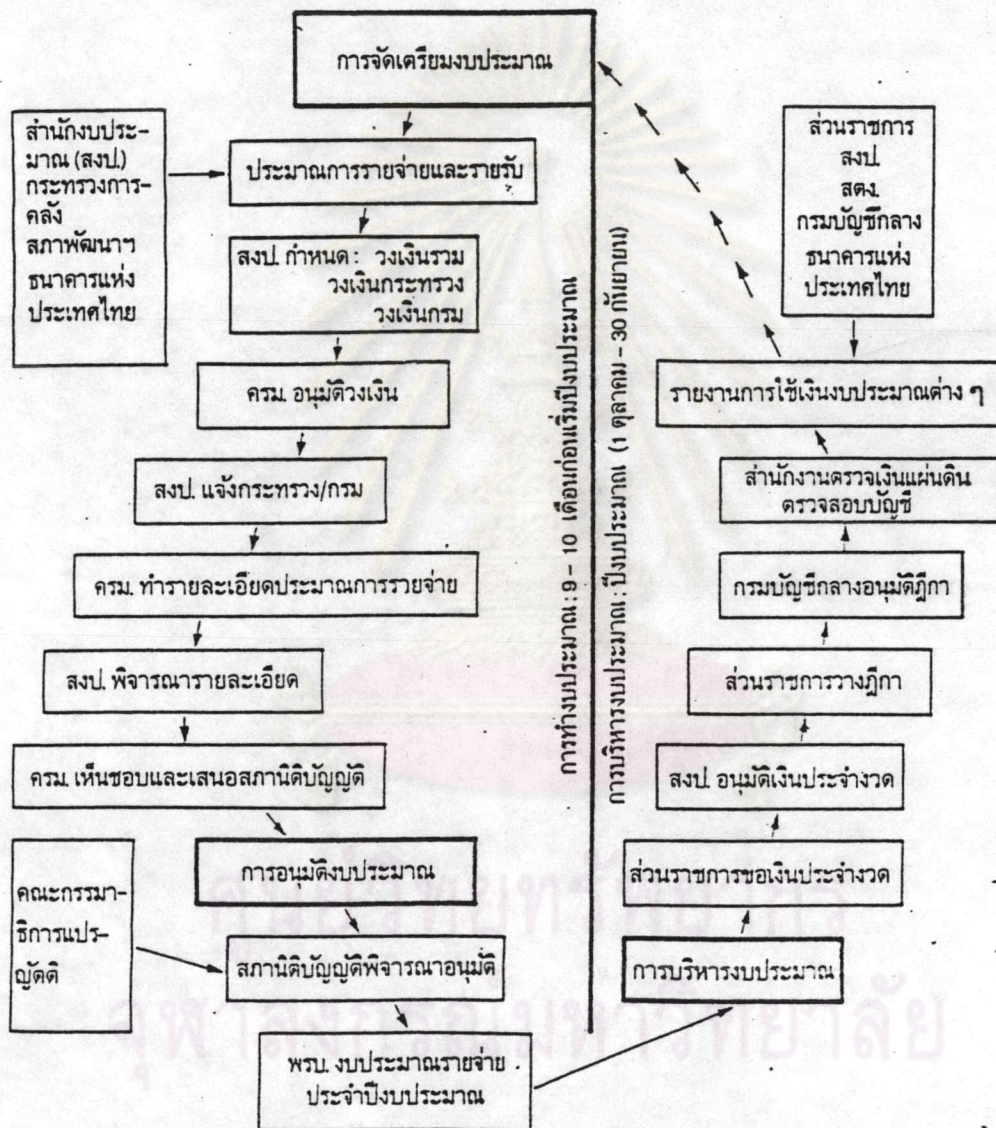 การจัดเตรียมงบประมาณ
สำนักงบประ-
มาณ (สงป.)
กระทรวงการ-
คลัง
สภาพัฒนาฯ
ธนาคารแห่ง
ประเทศไทย
ประมาณการรายจ่ายและรายรับ
สงป. กำหนด : วงเงินรวม
วงเงินกระทรวง
วงเงินกรม
ครม. อนุมัติวงเงิน
สงป. แจ้งกระทรวง/กรม
ครม. ทำรายละเอียดประมาณการรายจ่าย
สงป. พิจารณารายละเอียด
ครม. เห็นชอบและเสนอสภานิติบัญญัติ
การอนุมัติงบประมาณ
คณะกรรมา-
ธิการแปร-
ญัตติ
สภานิติบัญญัติพิจารณาอนุมัติ
พรบ. งบประมาณรายจ่าย
ประจำปีงบประมาณ
การทำงบประมาณ : 9 - 10 เดือนก่อนเริ่มปีงบประมาณ
การบริหารงบประมาณ : ปีงบประมาณ (1 ตุลาคม - 30 กันยายน)
ส่วนราชการ
สงป.
สตง.
กรมบัญชีกลาง
ธนาคารแห่ง
ประเทศไทย
รายงานการใช้เงินงบประมาณต่าง ๆ
สำนักงานตรวจเงินแผ่นดิน
ตรวจสอบบัญชี
กรมบัญชีกลางอนุมัติฎีกา
ส่วนราชการวางฎีกา
สงป. อนุมัติเงินประจำงวด
ส่วนราชการขอเงินประจำงวด
การบริหารงบประมาณ
ศูนย์วิทยทรัพยากร
จุฬาลงกรณ์มหาวิทยาลัย